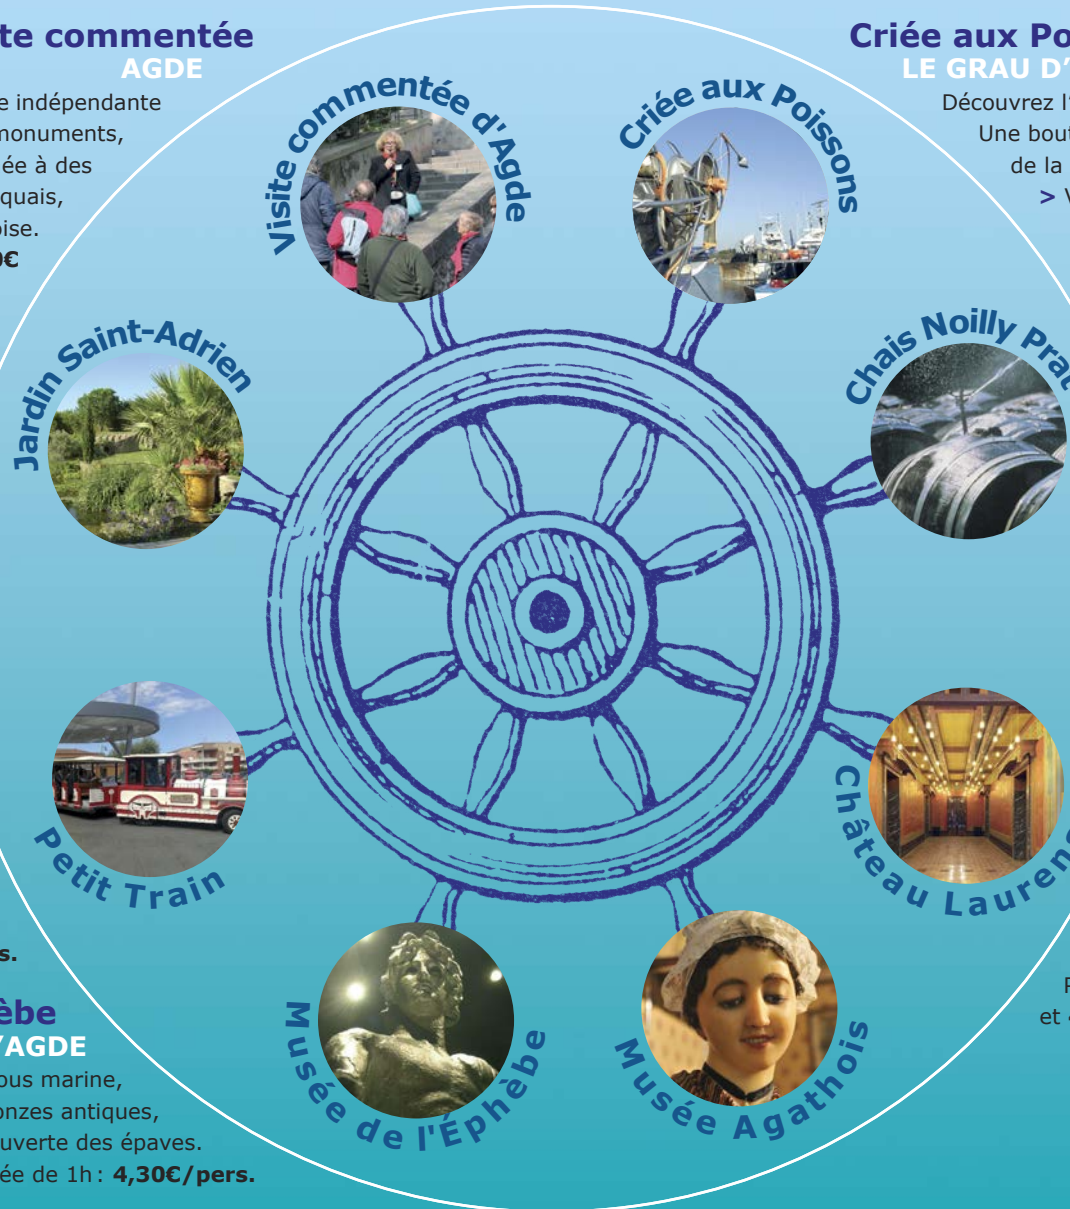 te commentée
AGDE
e indépendante
monuments,
ée à des
quais,
oise.
€
Criée aux Po
LE GRAU D'
Découvrez l'
Une bout
de la
> V
Visite commentée d'Agde
Criée aux Poissons
Jardin Saint-Adrien
Chais Noilly Prat
Petit Train
Château Laurens
Musée de l'Éphèbe
Musée Agathois
s.
èbe
'AGDE
ous marine,
onzes antiques,
ouverte des épaves.
ée de 1h : 4,30€/pers.
et